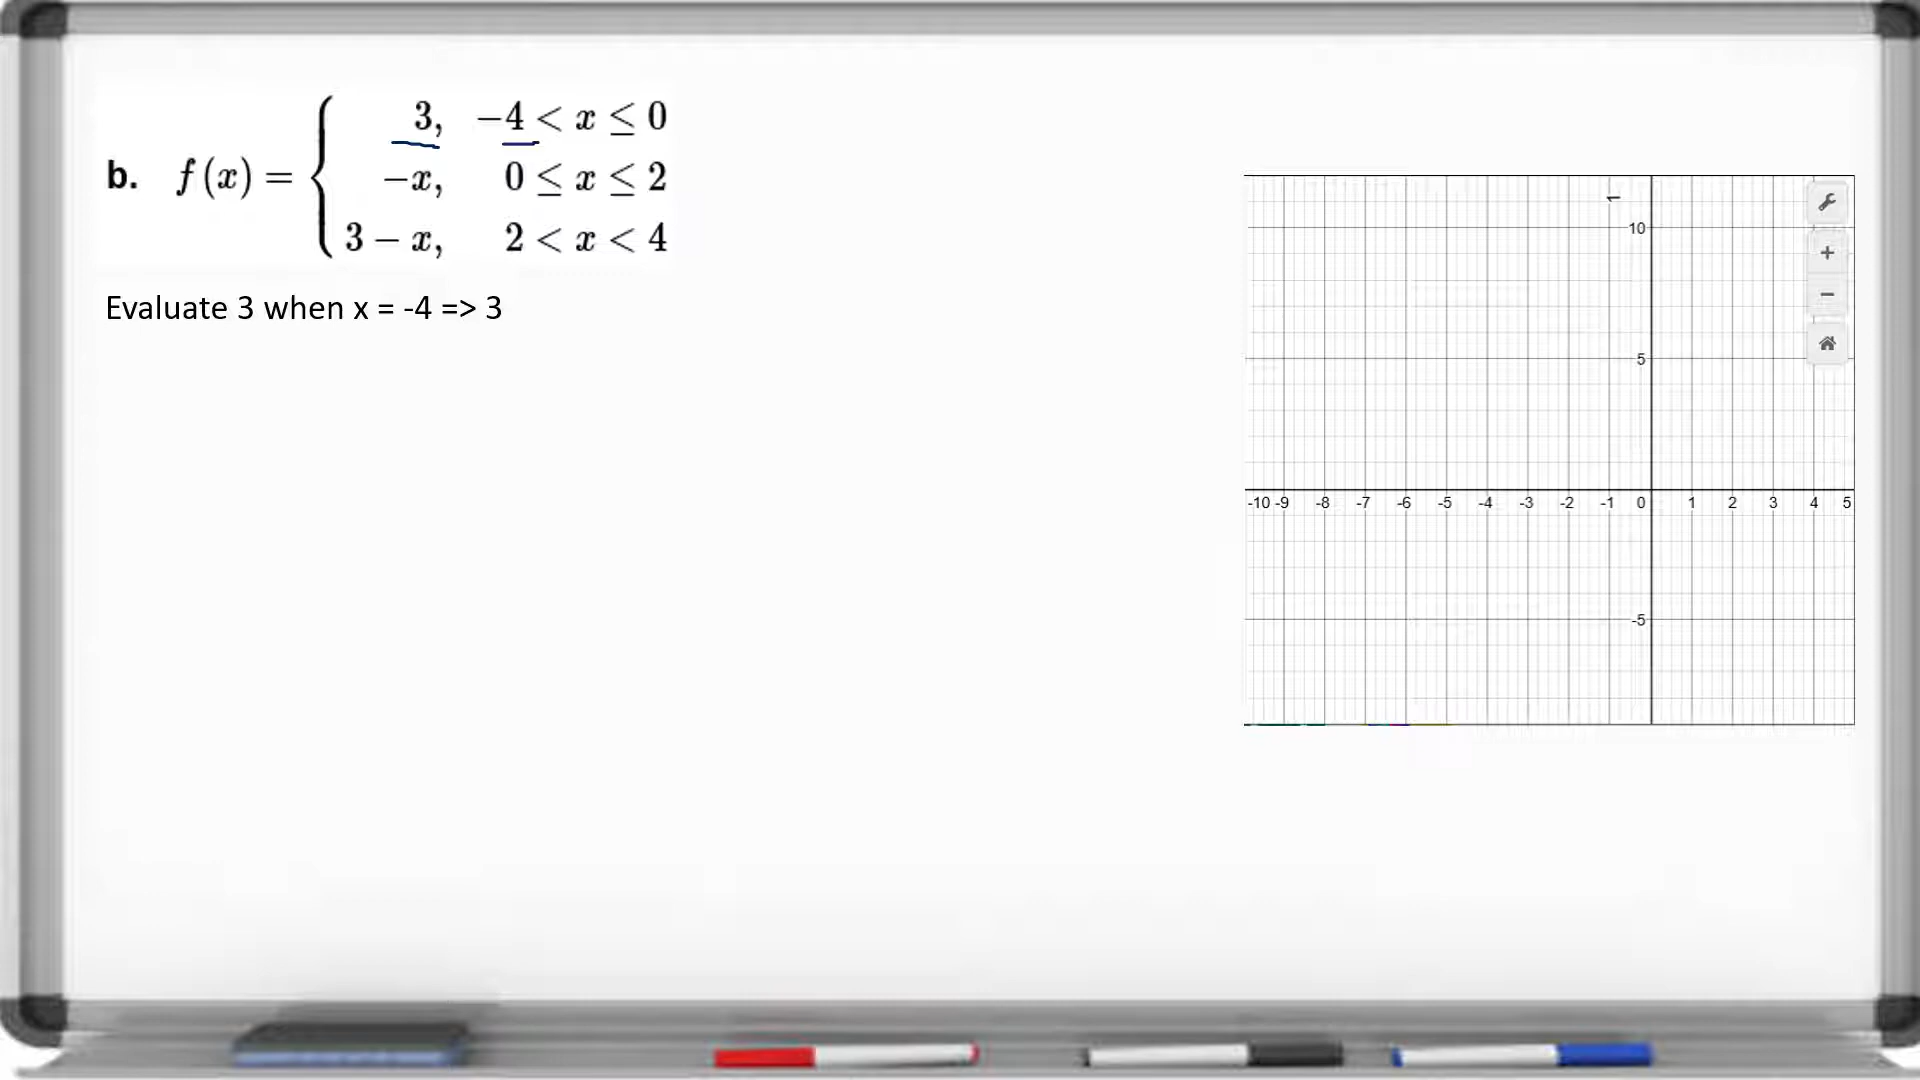 3, −4 < x ≤ 0
b. f(x) = { −x, 0 ≤ x ≤ 2
3 − x, 2 < x < 4
Evaluate 3 when x = -4 => 3
1
10
5
-10 -9 -8 -7 -6 -5 -4 -3 -2 -1 0 1 2 3 4 5
-5